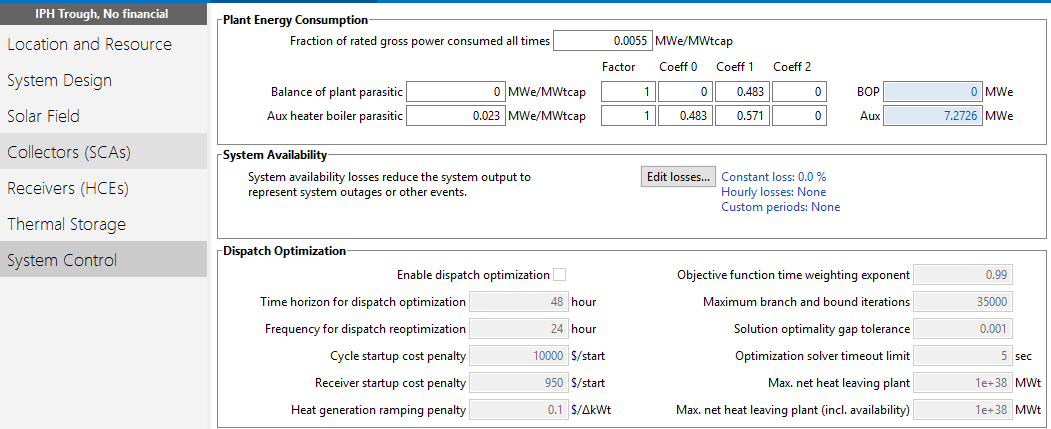 IPH Trough, No financial
Location and Resource
System Design
Solar Field
Collectors (SCAs)
Receivers (HCEs)
Thermal Storage
System Control
Plant Energy Consumption
Fraction of rated gross power consumed all times 0.0055 MWe/MWtcap
Factor Coeff 0 Coeff 1 Coeff 2
Balance of plant parasitic 0 MWe/MWtcap 1 0 0.483 0 BOP 0 MWe
Aux heater boiler parasitic 0.023 MWe/MWtcap 1 0.483 0.571 0 Aux 7.2726 MWe
System Availability
System availability losses reduce the system output to
represent system outages or other events.
Edit losses...
Constant loss: 0.0 %
Hourly losses: None
Custom periods: None
Dispatch Optimization
Enable dispatch optimization
Time horizon for dispatch optimization 48 hour
Frequency for dispatch reoptimization 24 hour
Cycle startup cost penalty 10000 $/start
Receiver startup cost penalty 950 $/start
Heat generation ramping penalty 0.1 $/ΔkWt
Objective function time weighting exponent 0.99
Maximum branch and bound iterations 35000
Solution optimality gap tolerance 0.001
Optimization solver timeout limit 5 sec
Max. net heat leaving plant 1e+38 MWt
Max. net heat leaving plant (incl. availability) 1e+38 MWt